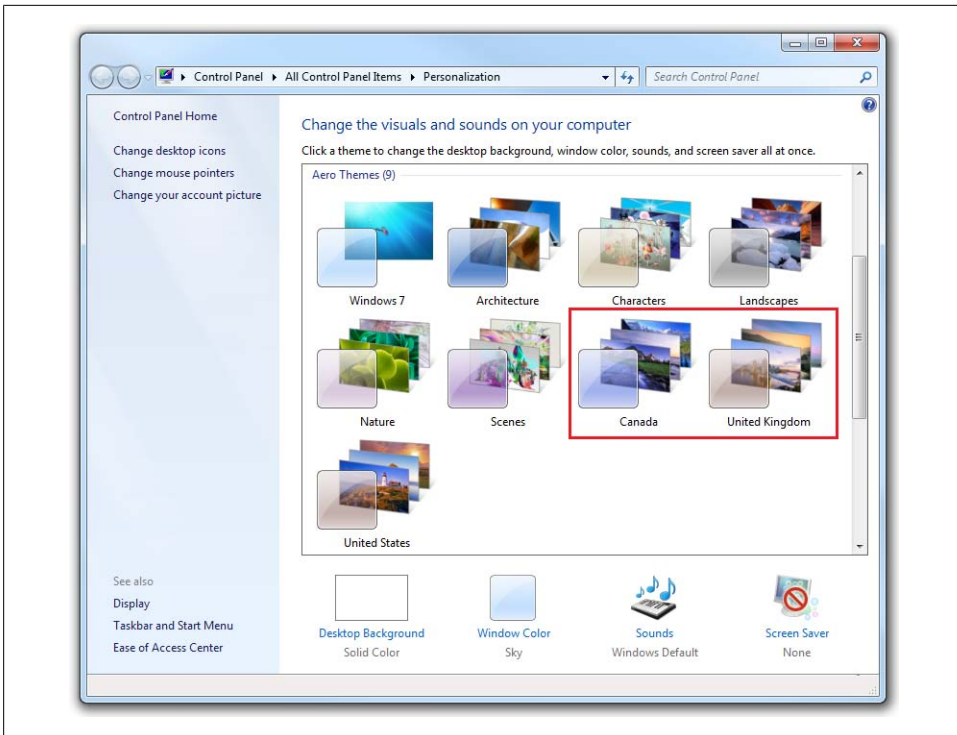 Control Panel ▸ All Control Panel Items ▸ Personalization
Search Control Panel
Control Panel Home
Change desktop icons
Change mouse pointers
Change your account picture
Change the visuals and sounds on your computer
Click a theme to change the desktop background, window color, sounds, and screen saver all at once.
Aero Themes (9)
Windows 7 Architecture Characters Landscapes
Nature Scenes Canada United Kingdom
United States
See also
Display
Taskbar and Start Menu
Ease of Access Center
Desktop Background Window Color Sounds Screen Saver
Solid Color Sky Windows Default None